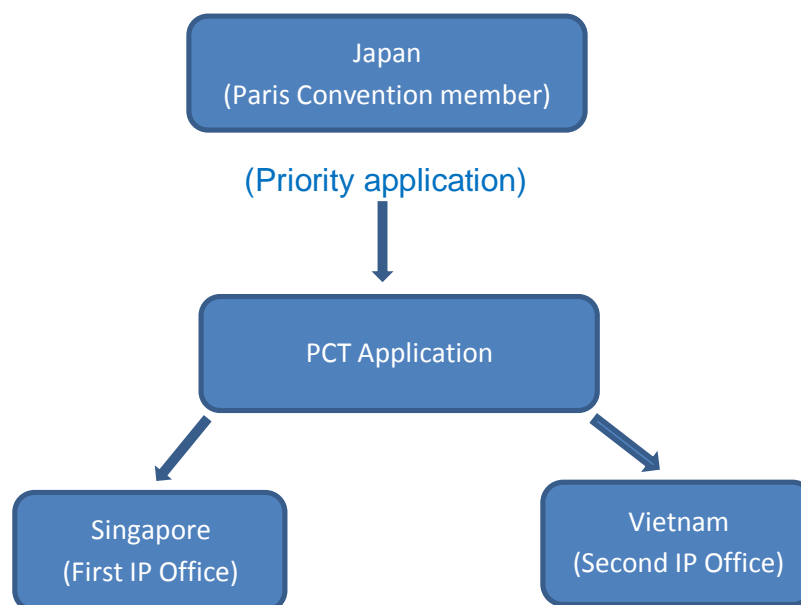 Japan
(Paris Convention member)
(Priority application)
PCT Application
Singapore
(First IP Office)
Vietnam
(Second IP Office)